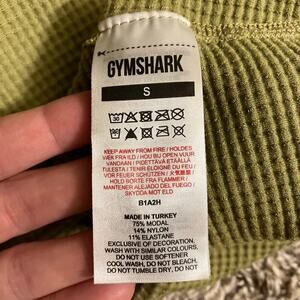 GYMSHARK
S
KEEP AWAY FROM FIRE / HOLDES
VÆK FRA ILD / HOU BIJ VUUR
VANDAAN / PIDETTÄVÄ ETÄÄLLÄ
TULESTA / TENIR ÉLOIGNÉ DU FEU /
VOR FEUER SCHÜTZEN / 火気厳禁 /
HOLD BORTE FRA FLAMMER /
MANTENER ALEJADO DEL FUEGO /
SKYDDA MOT ELD
B1A2H
MADE IN TURKEY
75% MODAL
14% NYLON
11% ELASTANE
EXCLUSIVE OF DECORATION,
WASH WITH SIMILAR COLOURS,
DO NOT USE SOFTENER
COOL WASH, DO NOT BLEACH,
DO NOT TUMBLE DRY, DO NOT